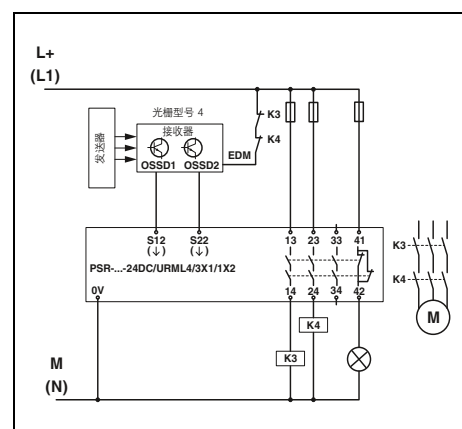 L+
(L1)
光栅型号 4
发送器
接收器
OSSD1 OSSD2
EDM
K3
K4
S12 S22 13 23 33 41
(↓) (↓)
PSR-...-24DC/URML4/3X1/1X2
0V 14 24 34 42
K3
K4
M
K4
K3
M
(N)